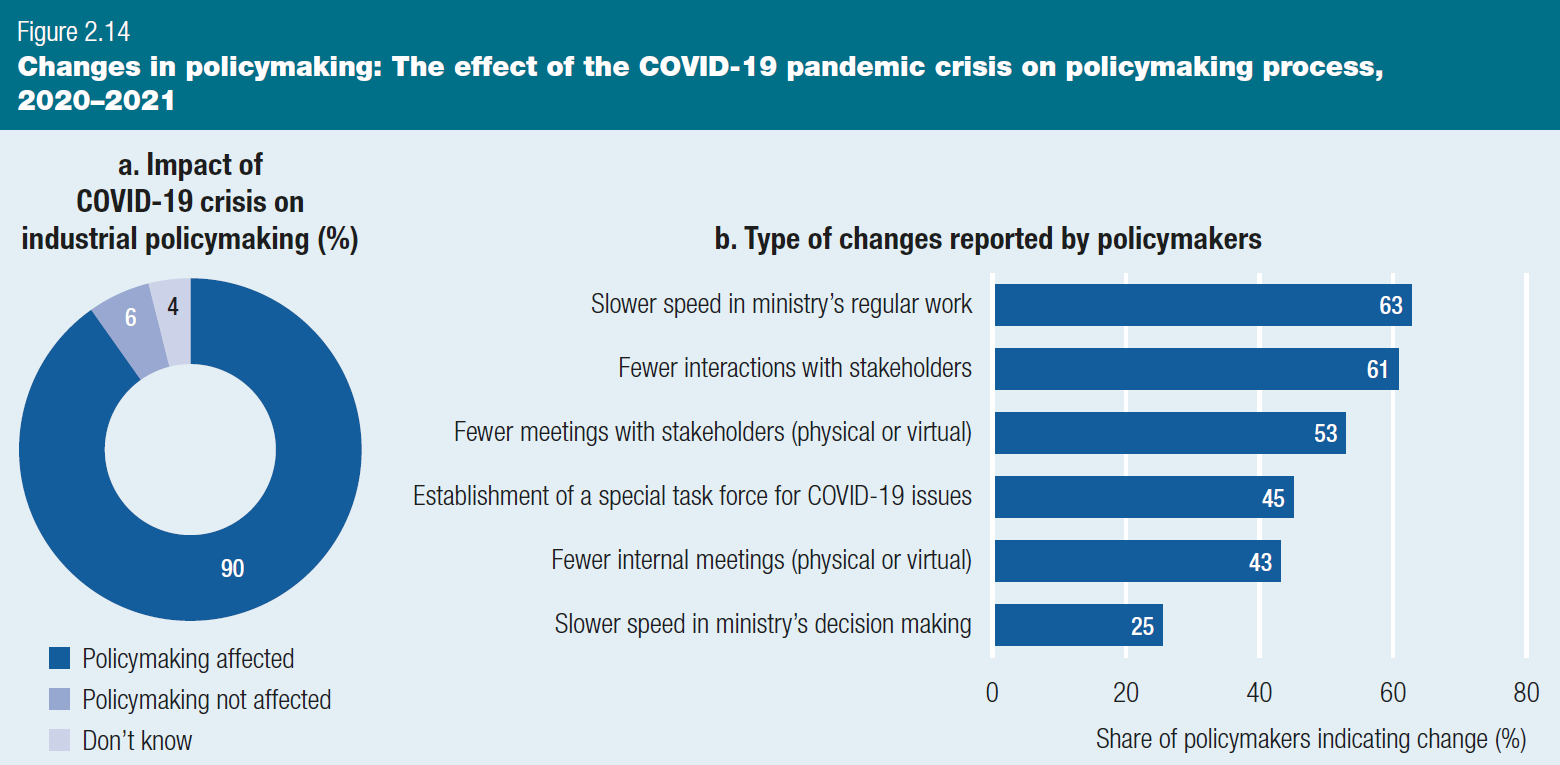 Figure 2.14
Changes in policymaking: The effect of the COVID-19 pandemic crisis on policymaking process,
2020–2021
a. Impact of
COVID-19 crisis on
industrial policymaking (%)
6
4
90
Policymaking affected
Policymaking not affected
Don’t know
b. Type of changes reported by policymakers
Slower speed in ministry’s regular work 63
Fewer interactions with stakeholders 61
Fewer meetings with stakeholders (physical or virtual) 53
Establishment of a special task force for COVID-19 issues 45
Fewer internal meetings (physical or virtual) 43
Slower speed in ministry’s decision making 25
0 20 40 60 80
Share of policymakers indicating change (%)